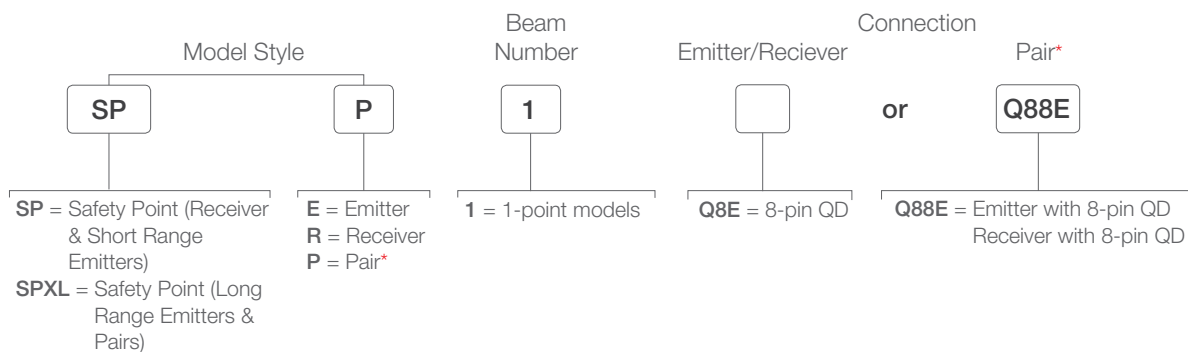 Beam
Number
Connection
Model Style
Emitter/Reciever
Pair*
SP
P
1
or
Q88E
SP = Safety Point (Receiver
& Short Range
Emitters)
SPXL = Safety Point (Long
Range Emitters &
Pairs)
E = Emitter
R = Receiver
P = Pair*
1 = 1-point models
Q8E = 8-pin QD
Q88E = Emitter with 8-pin QD
Receiver with 8-pin QD